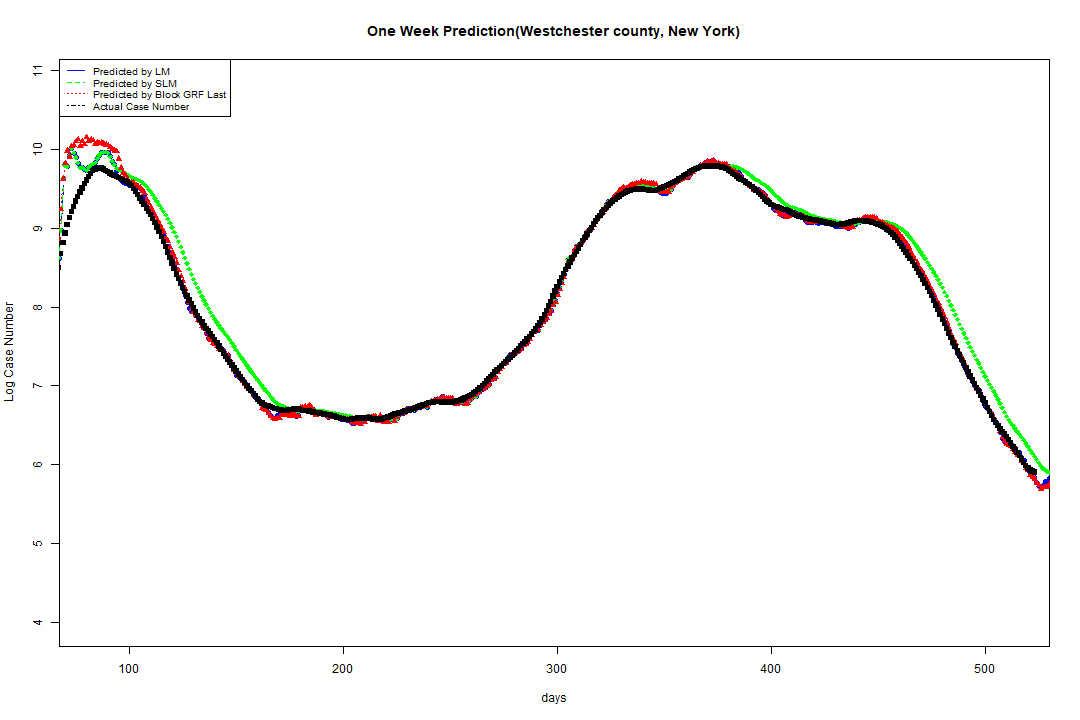 One Week Prediction(Westchester county, New York)
Predicted by LM
Predicted by SLM
Predicted by Block GRF Last
Actual Case Number
11
10
9
8
7
6
5
4
Log Case Number
100 200 300 400 500
days